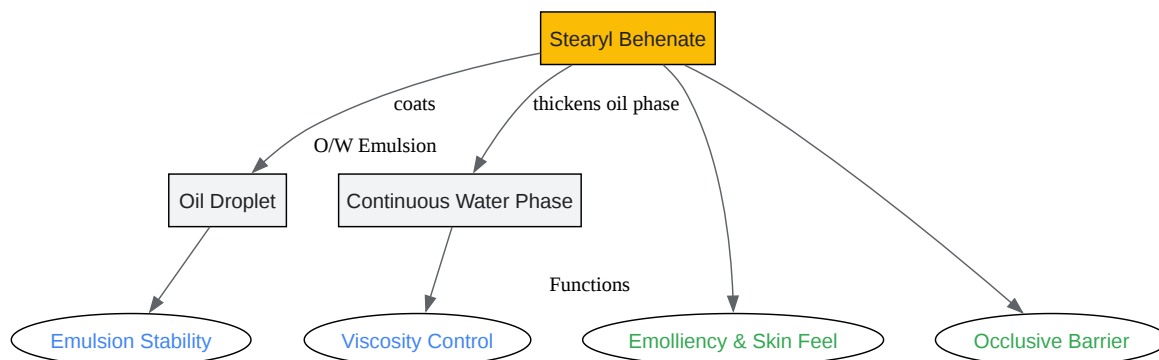 Stearyl Behenate
coats
thickens oil phase
O/W Emulsion
Oil Droplet
Continuous Water Phase
Functions
Emulsion Stability
Viscosity Control
Emolliency & Skin Feel
Occlusive Barrier